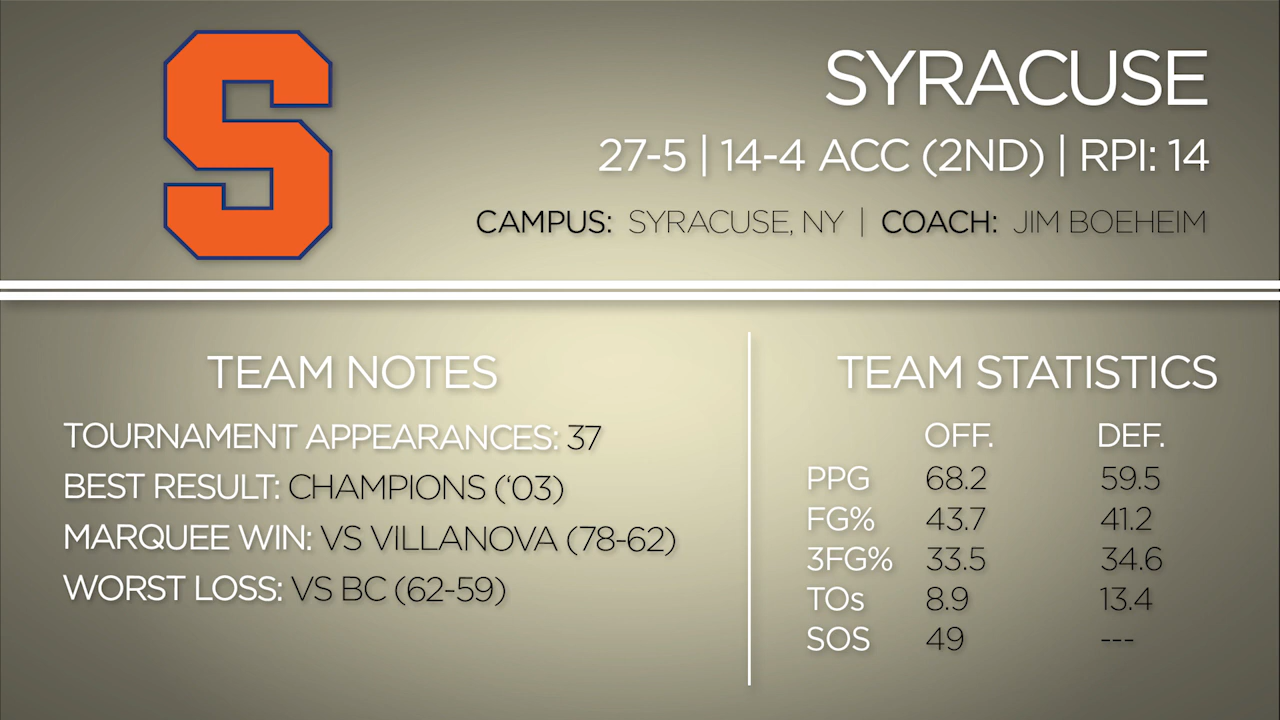 S
SYRACUSE
27-5 | 14-4 ACC (2ND) | RPI: 14
CAMPUS: SYRACUSE, NY | COACH: JIM BOEHEIM
TEAM NOTES
TOURNAMENT APPEARANCES: 37
BEST RESULT: CHAMPIONS (‘03)
MARQUEE WIN: VS VILLANOVA (78-62)
WORST LOSS: VS BC (62-59)
TEAM STATISTICS
OFF. DEF.
PPG 68.2 59.5
FG% 43.7 41.2
3FG% 33.5 34.6
TOs 8.9 13.4
SOS 49 ---